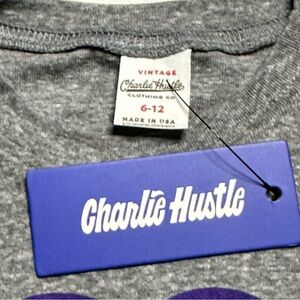 VINTAGE
Charlie Hustle
CLOTHING CO
6-12
MADE IN USA
Charlie Hustle